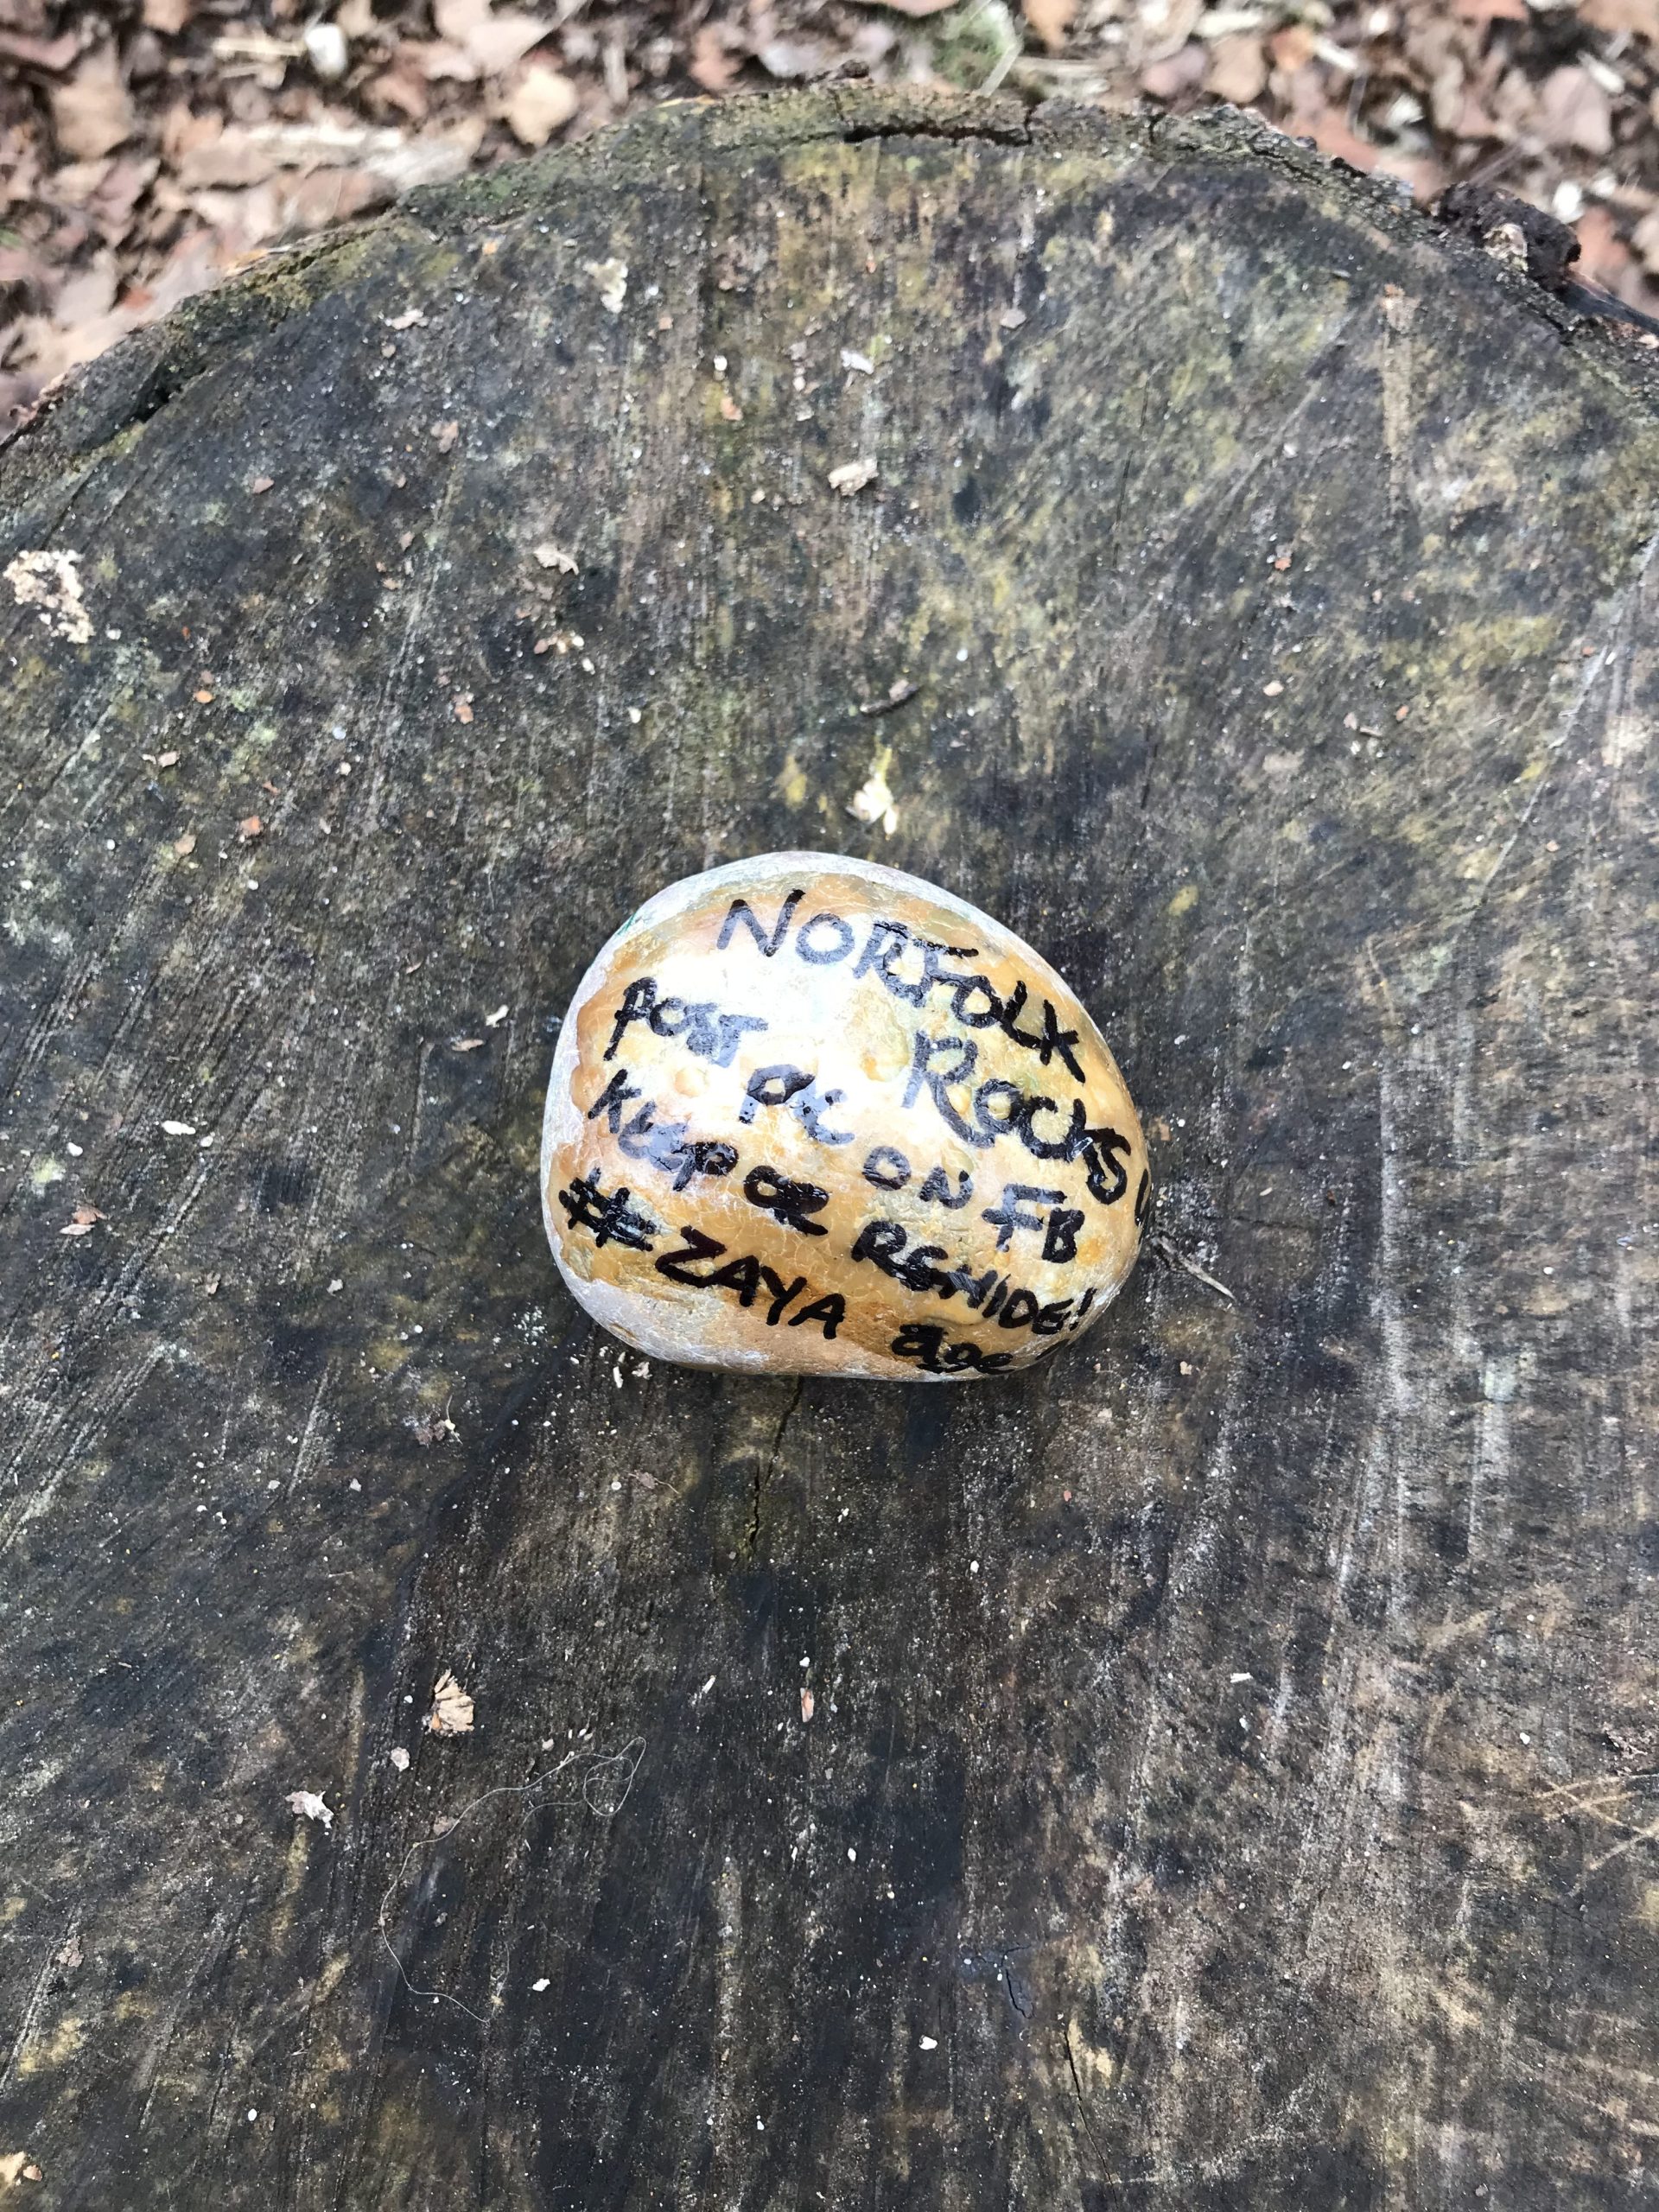 NORFOLK
ROCKS
POST PIC ON FB
KEEP OR REHIDE!
# ZAYA age